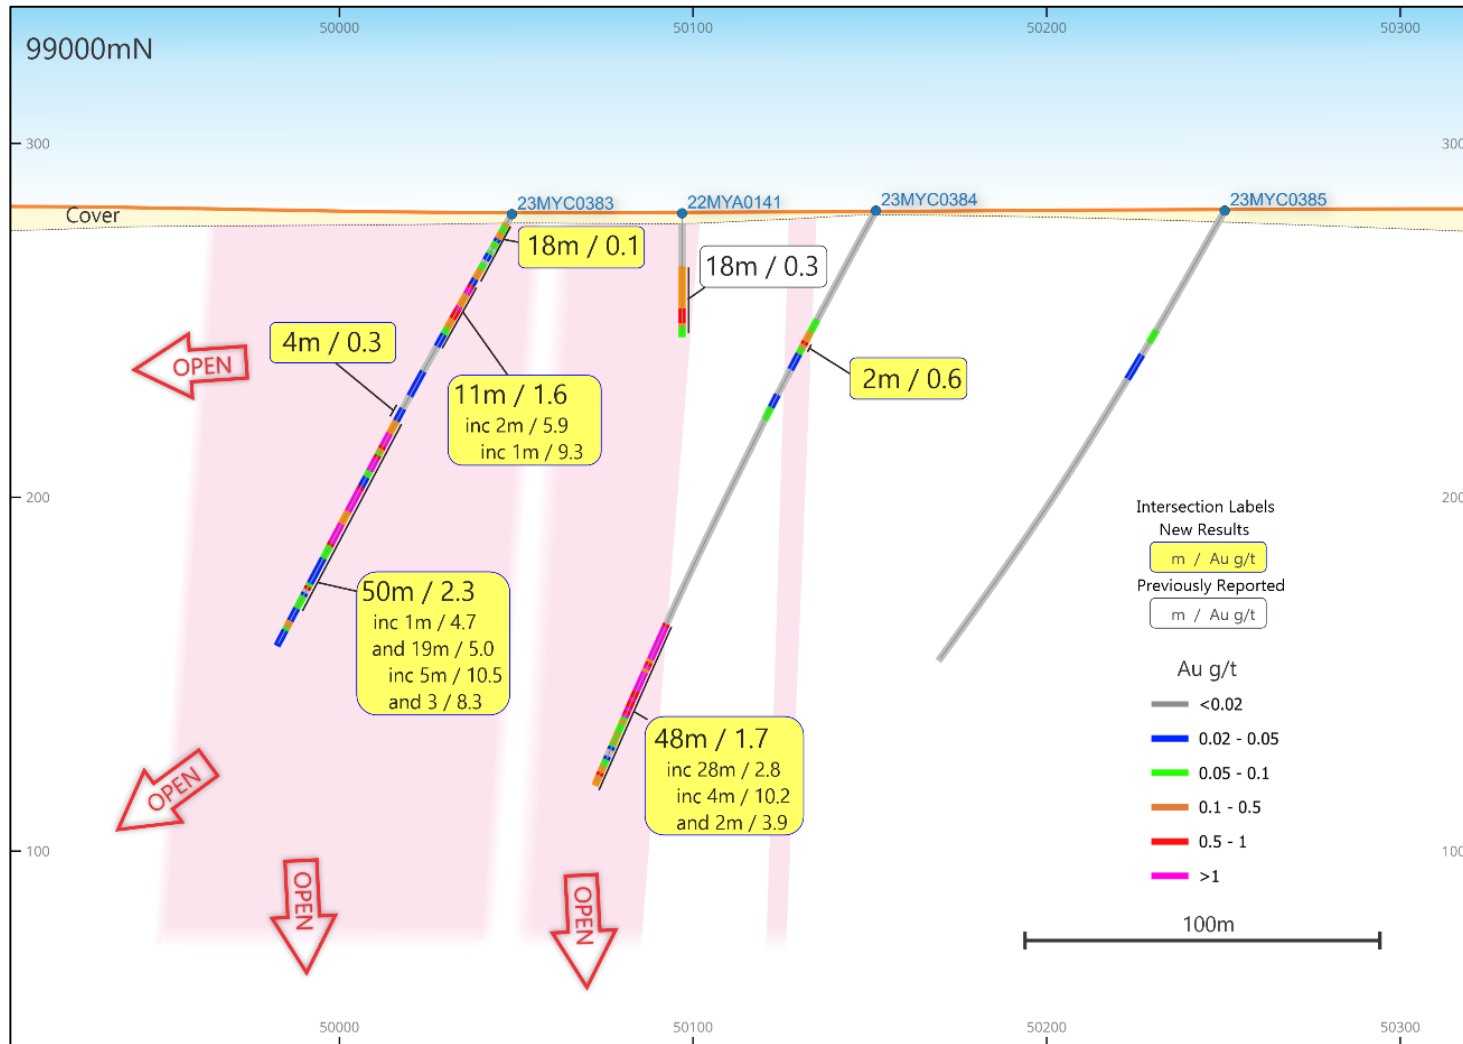 50000
50100
50200
50300
99000mN
300
300
Cover
23MYC0383
22MYA0141
23MYC0384
23MYC0385
18m / 0.1
18m / 0.3
4m / 0.3
OPEN
2m / 0.6
11m / 1.6
inc 2m / 5.9
inc 1m / 9.3
200
200
Intersection Labels
New Results
m / Au g/t
Previously Reported
m / Au g/t
50m / 2.3
inc 1m / 4.7
and 19m / 5.0
inc 5m / 10.5
and 3 / 8.3
Au g/t
<0.02
0.02 - 0.05
0.05 - 0.1
0.1 - 0.5
0.5 - 1
>1
48m / 1.7
inc 28m / 2.8
inc 4m / 10.2
and 2m / 3.9
OPEN
100
100
OPEN
OPEN
100m
50000
50100
50200
50300